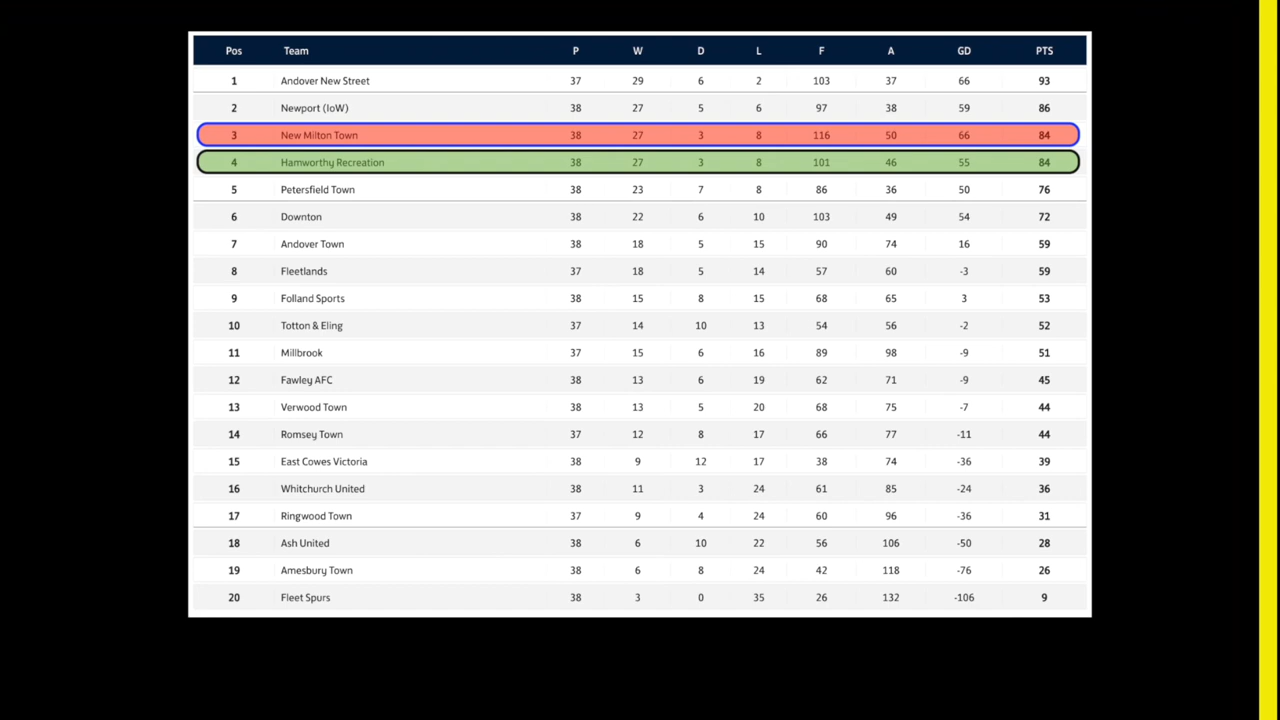 Pos Team P W D L F A GD PTS
1 Andover New Street 37 29 6 2 103 37 66 93
2 Newport (IoW) 38 27 5 6 97 38 59 86
3 New Milton Town 38 27 3 8 116 50 66 84
4 Hamworthy Recreation 38 27 3 8 101 46 55 84
5 Petersfield Town 38 23 7 8 86 36 50 76
6 Downton 38 22 6 10 103 49 54 72
7 Andover Town 38 18 5 15 90 74 16 59
8 Fleetlands 37 18 5 14 57 60 -3 59
9 Folland Sports 38 15 8 15 68 65 3 53
10 Totton & Eling 37 14 10 13 54 56 -2 52
11 Millbrook 37 15 6 16 89 98 -9 51
12 Fawley AFC 38 13 6 19 62 71 -9 45
13 Verwood Town 38 13 5 20 68 75 -7 44
14 Romsey Town 37 12 8 17 66 77 -11 44
15 East Cowes Victoria 38 9 12 17 38 74 -36 39
16 Whitchurch United 38 11 3 24 61 85 -24 36
17 Ringwood Town 37 9 4 24 60 96 -36 31
18 Ash United 38 6 10 22 56 106 -50 28
19 Amesbury Town 38 6 8 24 42 118 -76 26
20 Fleet Spurs 38 3 0 35 26 132 -106 9